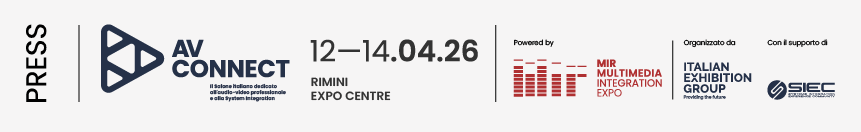 PRESS
AV
CONNECT
Il Salone italiano dedicato
all'audio-video professionale
e alla System Integration
12—14.04.26
RIMINI
EXPO CENTRE
Powered by
MIR
MULTIMEDIA
INTEGRATION
EXPO
Organizzato da
ITALIAN
EXHIBITION
GROUP
Providing the future
Con il supporto di
SIEC